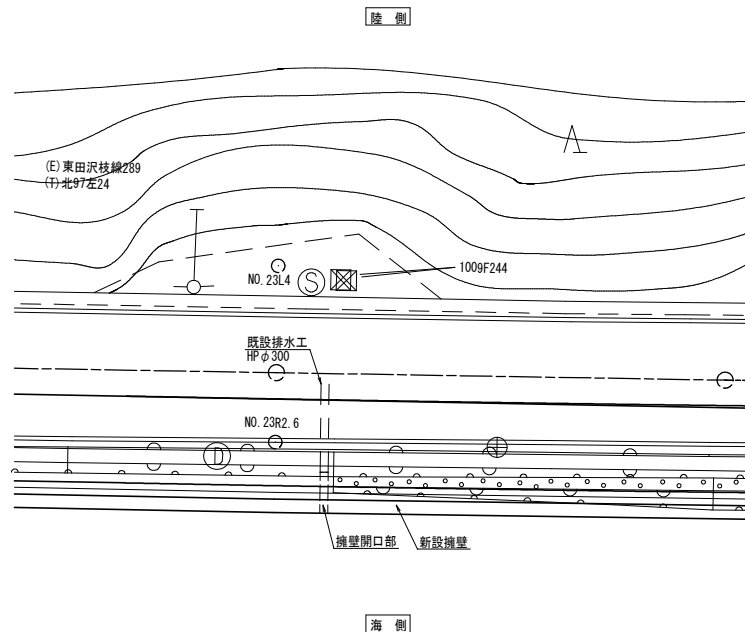 陸 側
(E)東田沢枝線289
(T)北97左24
1009F244
NO.23L4
S
既設排水工
HPφ300
NO.23R2.6
D
擁壁開口部
新設擁壁
海 側